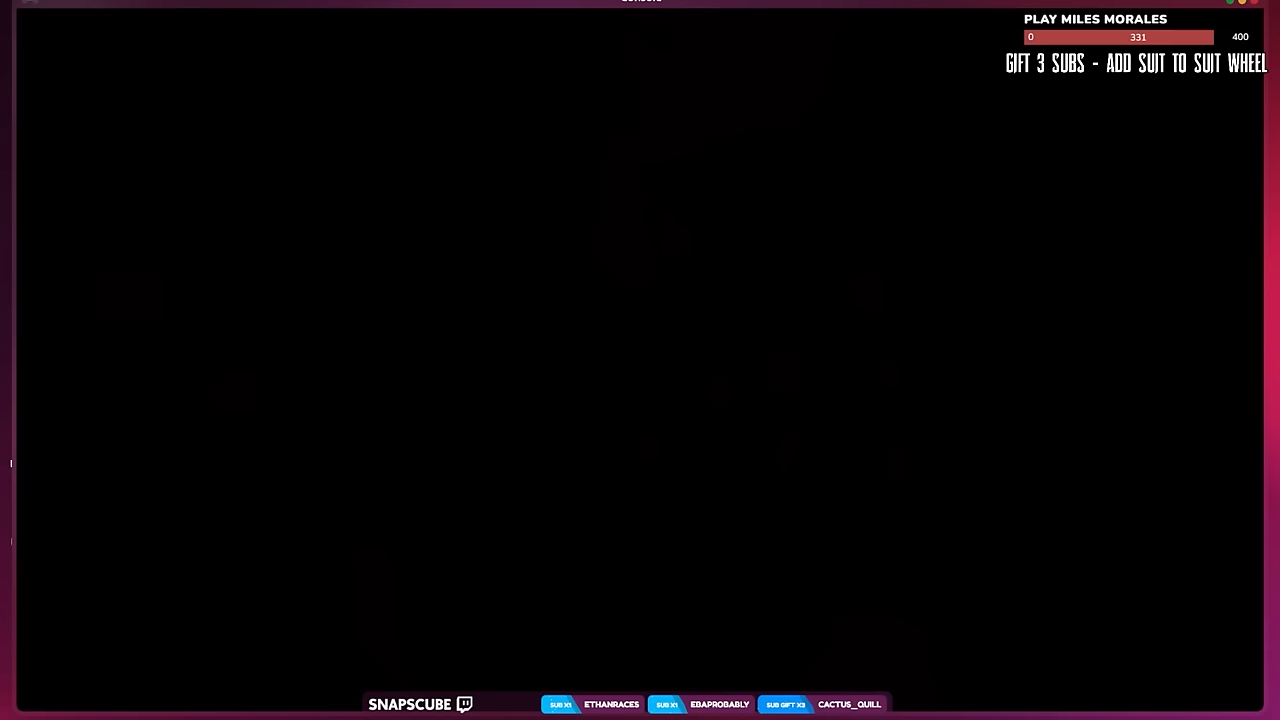 PLAY MILES MORALES
0 331 400
GIFT 3 SUBS - ADD SUIT TO SUIT WHEEL
SNAPSCUBE SUB X1 ETHANRACES SUB X1 EBAPROBABLY SUB GIFT X3 CACTUS_QUILL